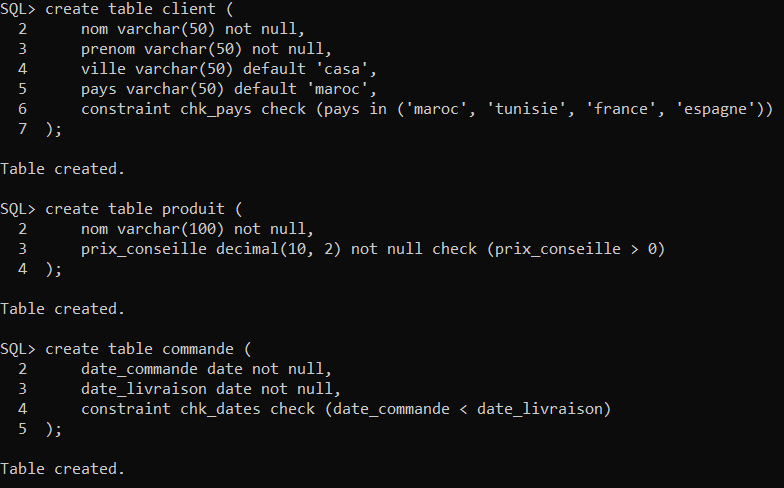 SQL> create table client (
  2      nom varchar(50) not null,
  3      prenom varchar(50) not null,
  4      ville varchar(50) default 'casa',
  5      pays varchar(50) default 'maroc',
  6      constraint chk_pays check (pays in ('maroc', 'tunisie', 'france', 'espagne'))
  7  );

Table created.

SQL> create table produit (
  2      nom varchar(100) not null,
  3      prix_conseille decimal(10, 2) not null check (prix_conseille > 0)
  4  );

Table created.

SQL> create table commande (
  2      date_commande date not null,
  3      date_livraison date not null,
  4      constraint chk_dates check (date_commande < date_livraison)
  5  );

Table created.